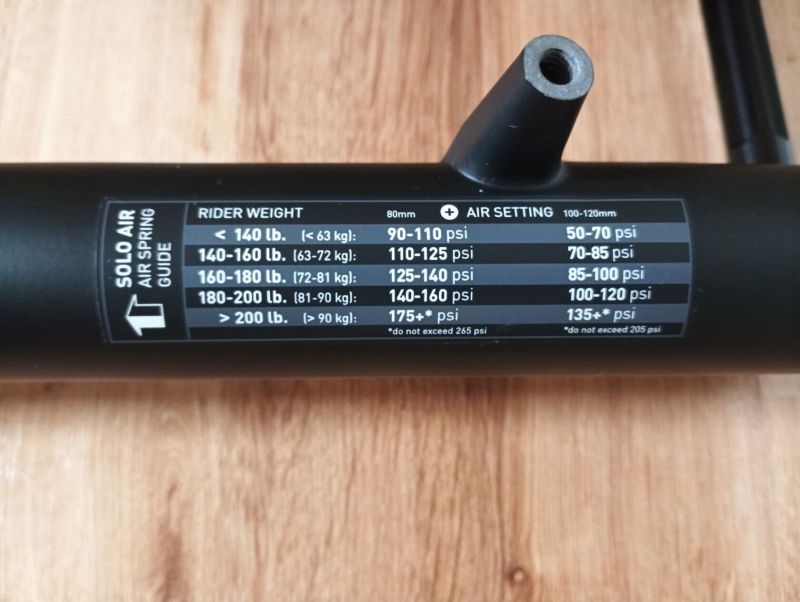 SOLO AIR
AIR SPRING
GUIDE
RIDER WEIGHT 80mm + AIR SETTING 100-120mm
< 140 lb. (< 63 kg): 90-110 psi 50-70 psi
140-160 lb. (63-72 kg): 110-125 psi 70-85 psi
160-180 lb. (72-81 kg): 125-140 psi 85-100 psi
180-200 lb. (81-90 kg): 140-160 psi 100-120 psi
> 200 lb. (> 90 kg): 175+* psi 135+* psi
*do not exceed 265 psi *do not exceed 205 psi